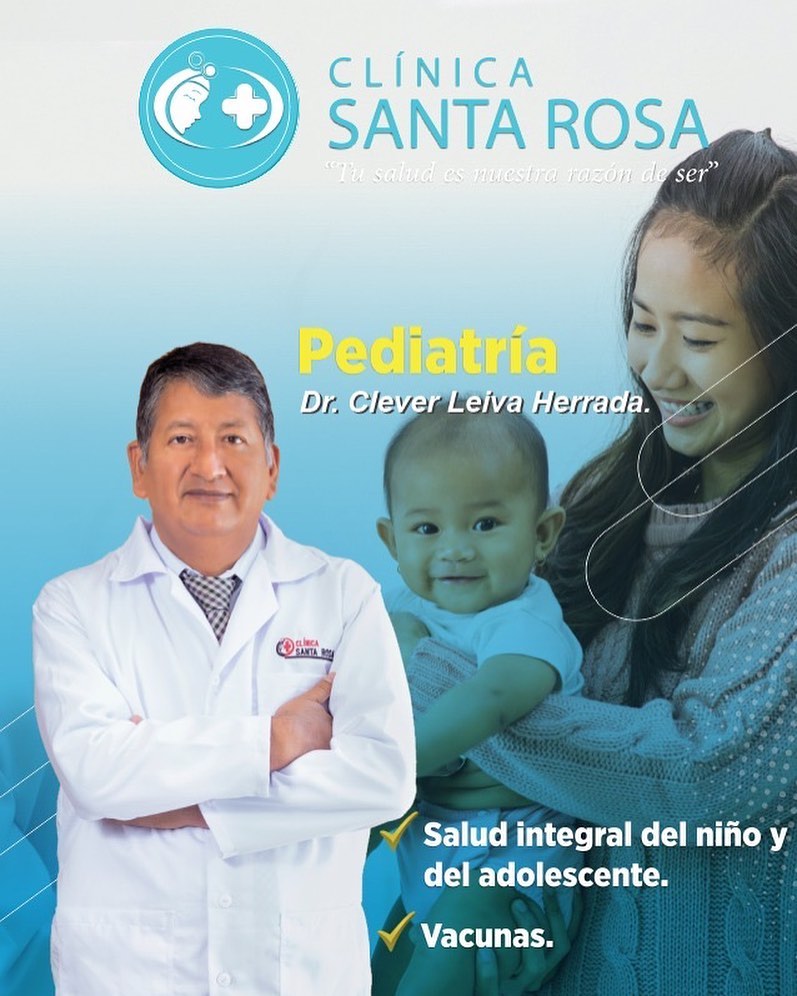 CLÍNICA
SANTA ROSA
“Tu salud es nuestra razón de ser”
Pediatría
Dr. Clever Leiva Herrada.
CLÍNICA
SANTA ROSA
✓ Salud integral del niño y
del adolescente.
✓ Vacunas.